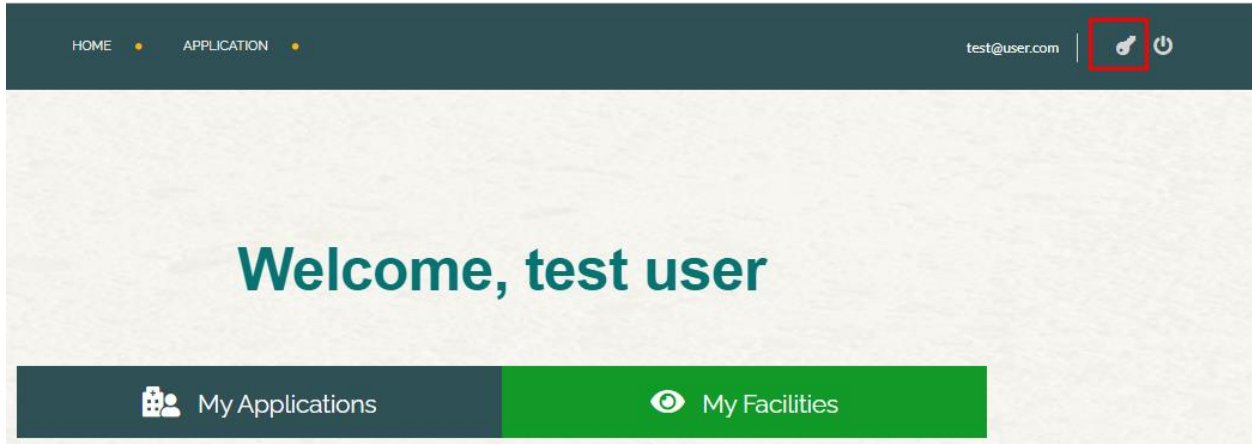 HOME APPLICATION test@user.com
Welcome, test user
My Applications My Facilities